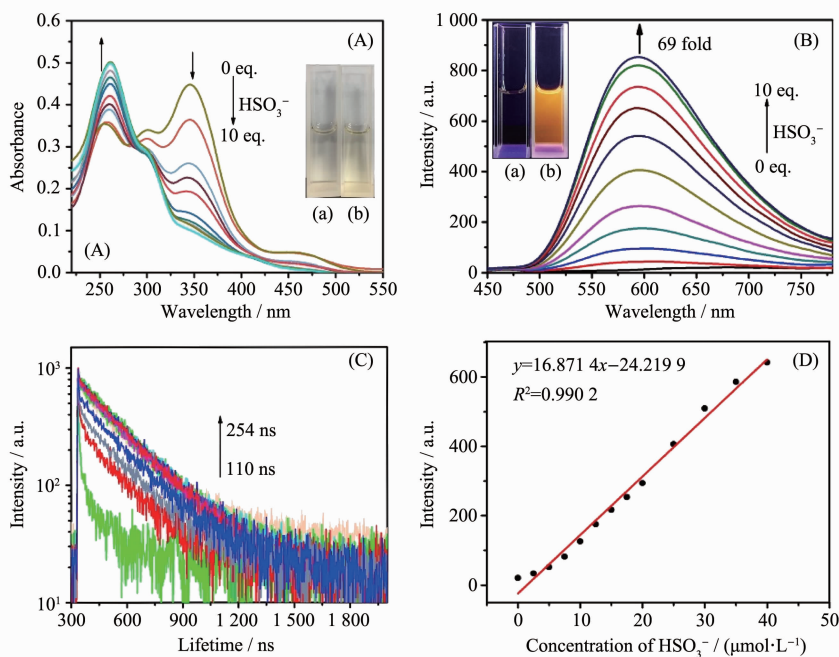 (A)
0 eq.
HSO₃⁻
10 eq.
(a) (b)
(A)
0.6
0.5
0.4
0.3
0.2
0.1
0.0
250 300 350 400 450 500 550
Absorbance
Wavelength / nm
(B)
69 fold
10 eq.
HSO₃⁻
0 eq.
(a) (b)
1 000
800
600
400
200
0
450 500 550 600 650 700 750
Intensity / a.u.
Wavelength / nm
(C)
254 ns
110 ns
10³
10²
10¹
300 600 900 1 200 1 500 1 800
Intensity / a.u.
Lifetime / ns
(D)
y=16.871 4x−24.219 9
R²=0.990 2
600
400
200
0
0 10 20 30 40 50
Intensity / a.u.
Concentration of HSO₃⁻ / (μmol·L⁻¹)